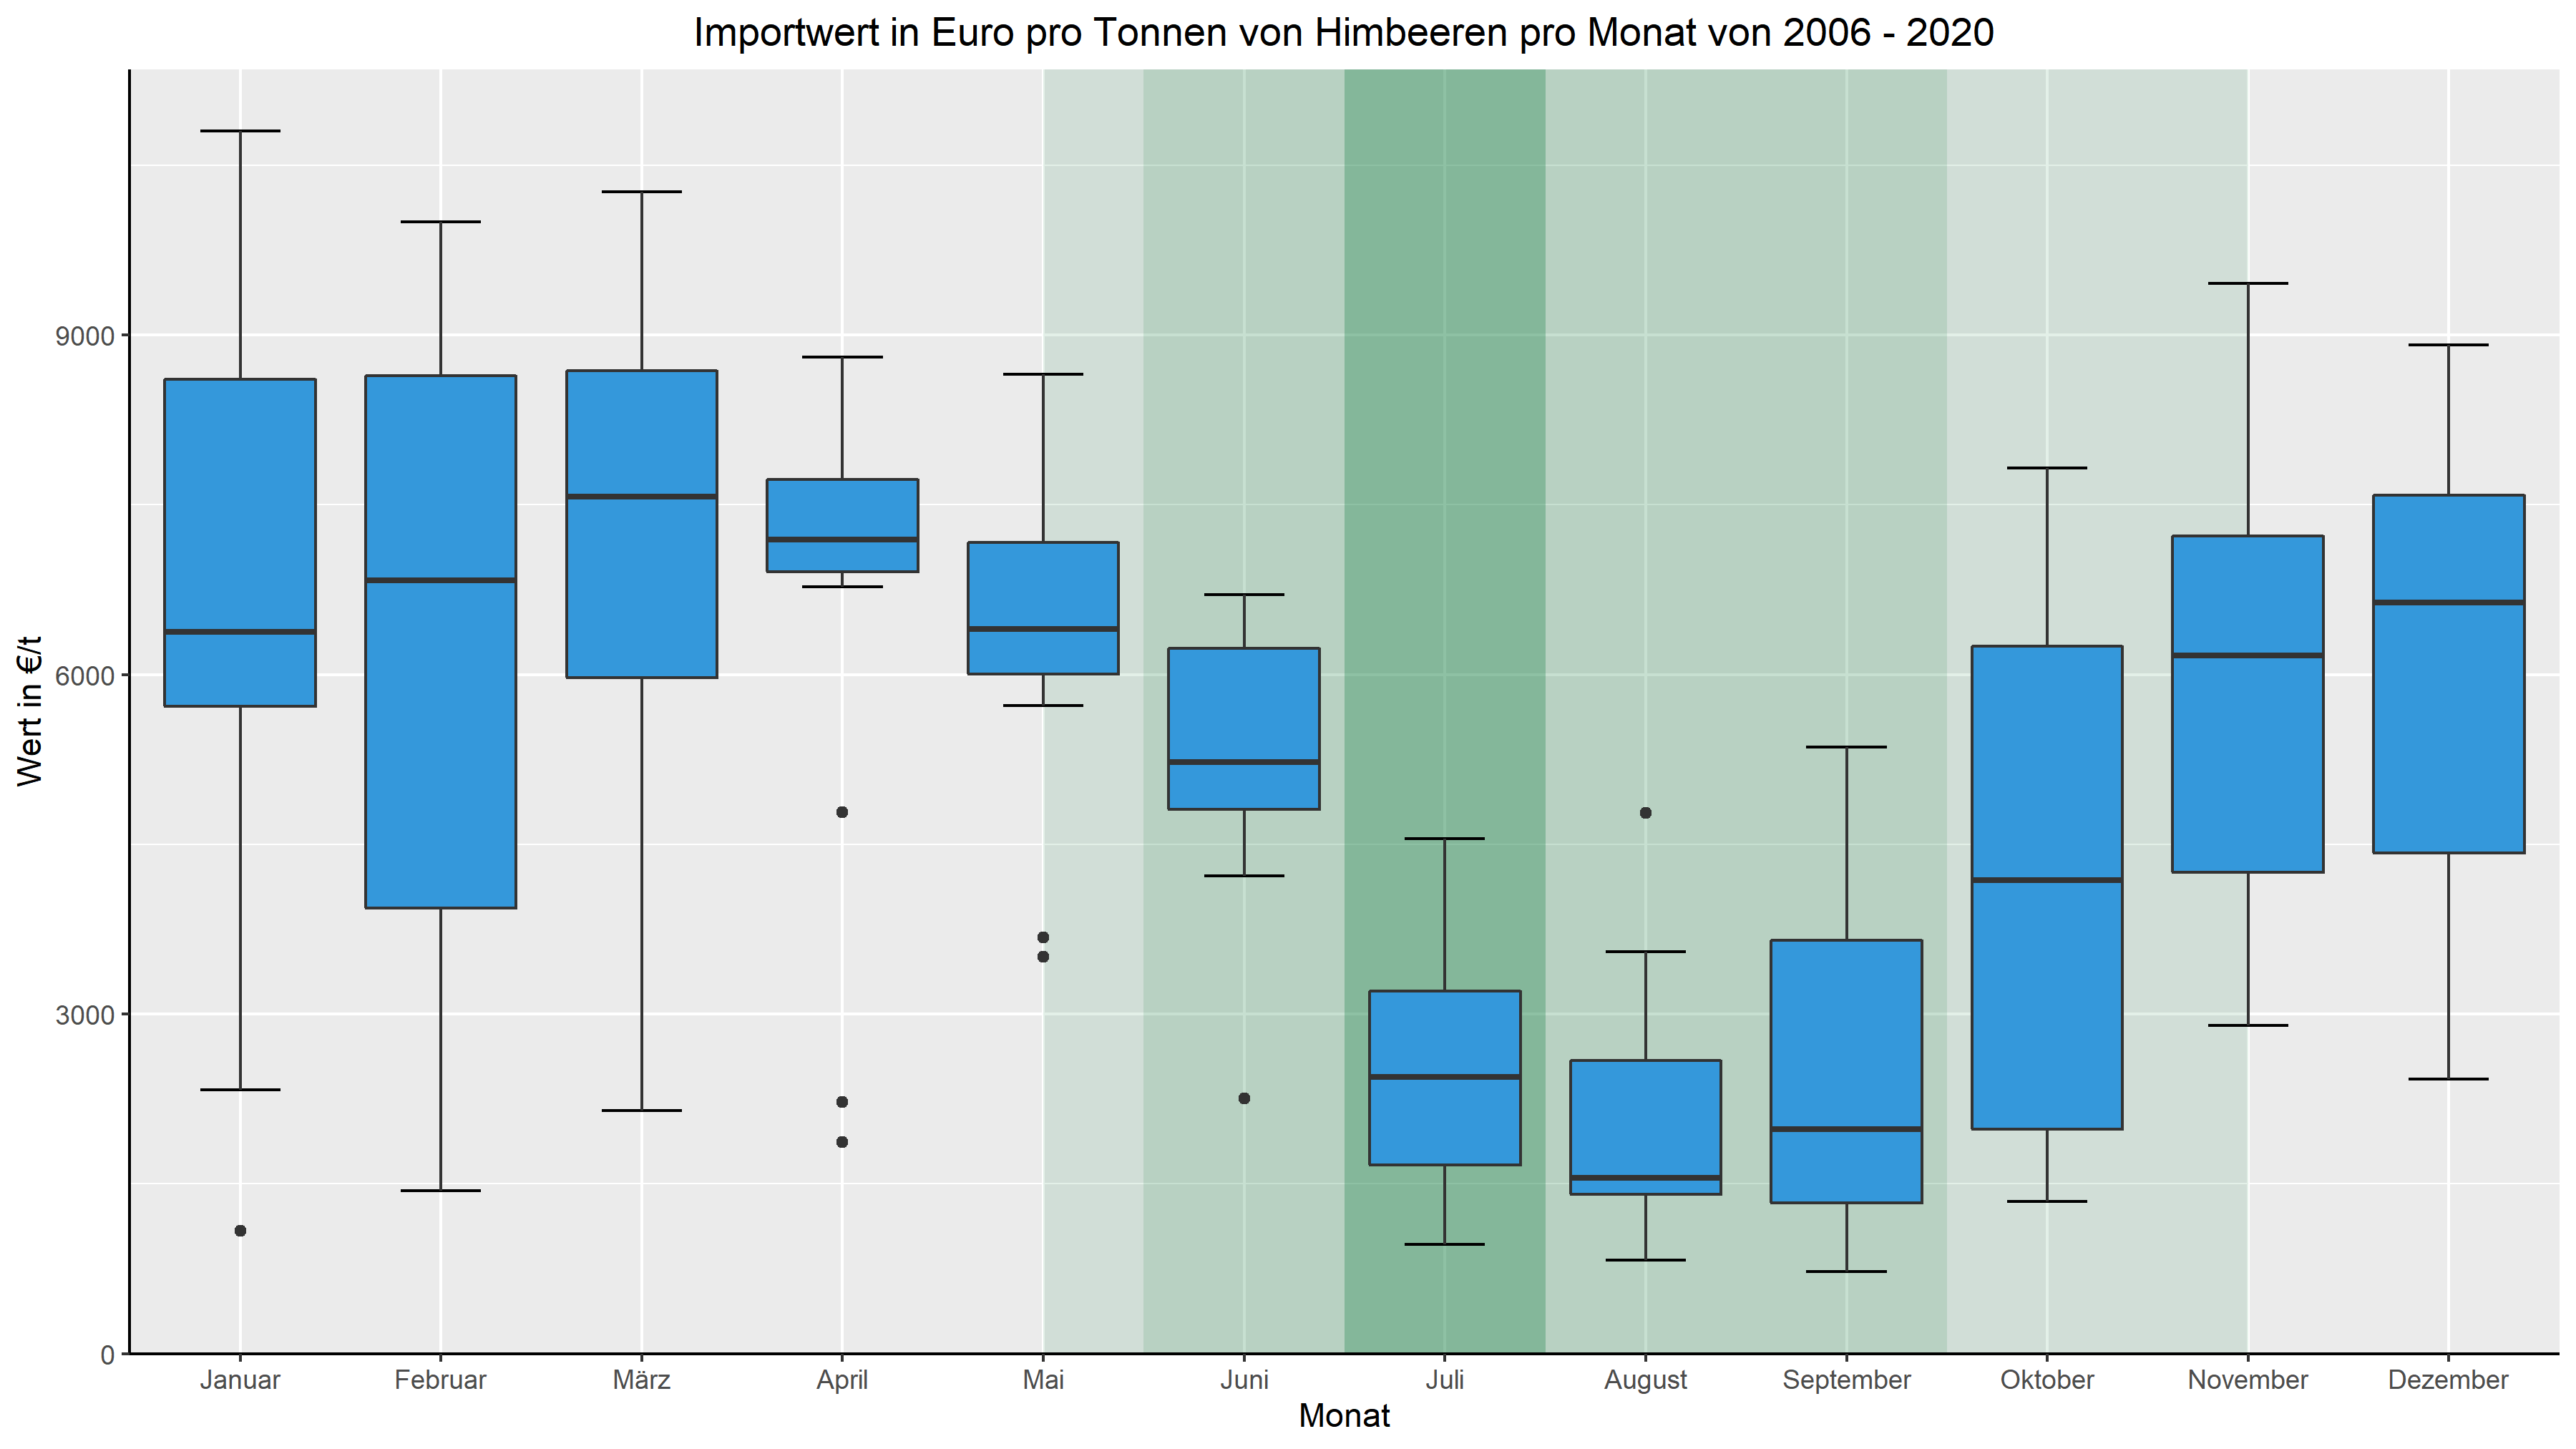 Importwert in Euro pro Tonnen von Himbeeren pro Monat von 2006 - 2020
Wert in €/t
9000
6000
3000
0
Januar Februar März April Mai Juni Juli August September Oktober November Dezember
Monat